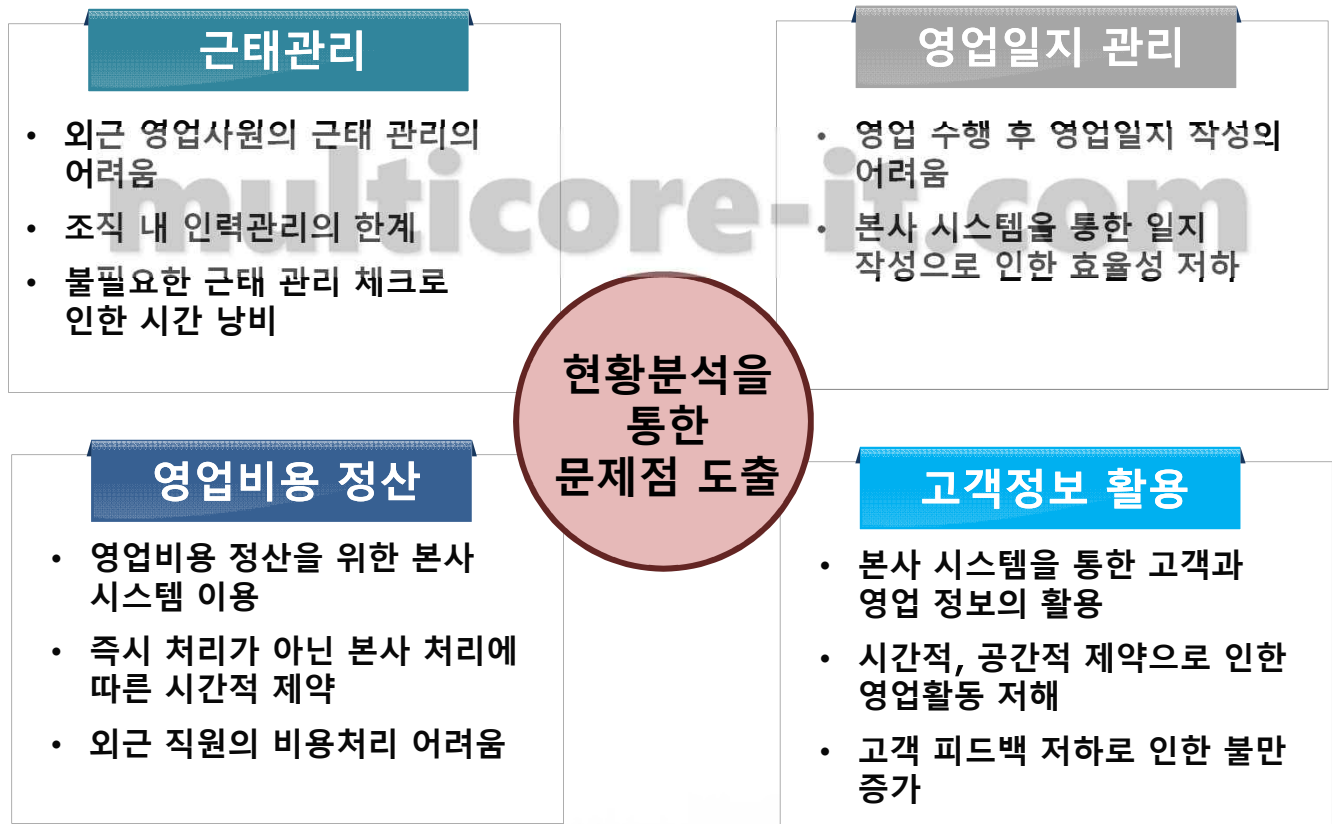 근태관리
• 외근 영업사원의 근태 관리의
어려움
• 조직 내 인력관리의 한계
• 불필요한 근태 관리 체크로
인한 시간 낭비
영업일지 관리
• 영업 수행 후 영업일지 작성의
어려움
• 본사 시스템을 통한 일지
작성으로 인한 효율성 저하
multicore-it.com
현황분석을
통한
문제점 도출
영업비용 정산
• 영업비용 정산을 위한 본사
시스템 이용
• 즉시 처리가 아닌 본사 처리에
따른 시간적 제약
• 외근 직원의 비용처리 어려움
고객정보 활용
• 본사 시스템을 통한 고객과
영업 정보의 활용
• 시간적, 공간적 제약으로 인한
영업활동 저해
• 고객 피드백 저하로 인한 불만
증가